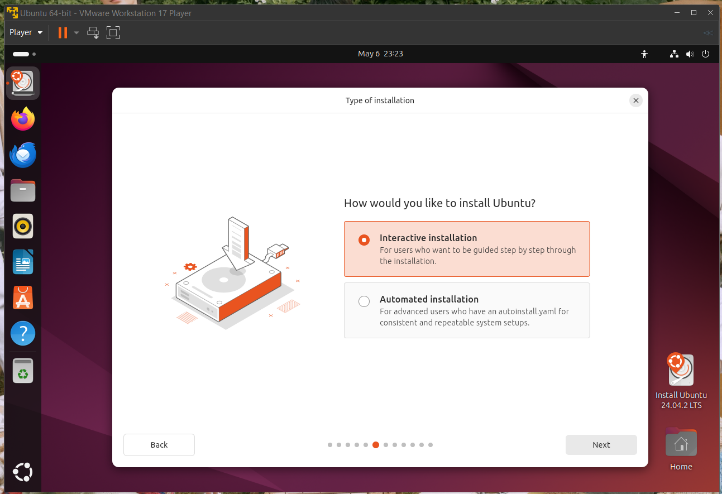 Ubuntu 64-bit - VMware Workstation 17 Player
Player
May 6 23:23
Type of installation
How would you like to install Ubuntu?
Interactive installation
For users who want to be guided step by step through
the installation.
Automated installation
For advanced users who have an autoinstall.yaml for
consistent and repeatable system setups.
Install Ubuntu
24.04.2 LTS
Home
Back
Next